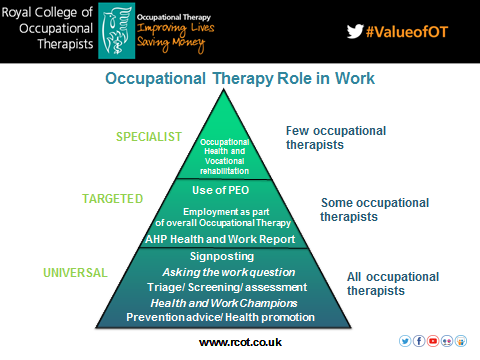 Royal College of
Occupational
Therapists
Occupational Therapy
Improving Lives
Saving Money
#ValueofOT
Occupational Therapy Role in Work
SPECIALIST
Occupational
Health and
Vocational
rehabilitation
Few occupational
therapists
TARGETED
Use of PEO
Employment as part
of overall Occupational Therapy
AHP Health and Work Report
Some occupational
therapists
UNIVERSAL
Signposting
Asking the work question
Triage/ Screening/ assessment
Health and Work Champions
Prevention advice/ Health promotion
All occupational
therapists
www.rcot.co.uk